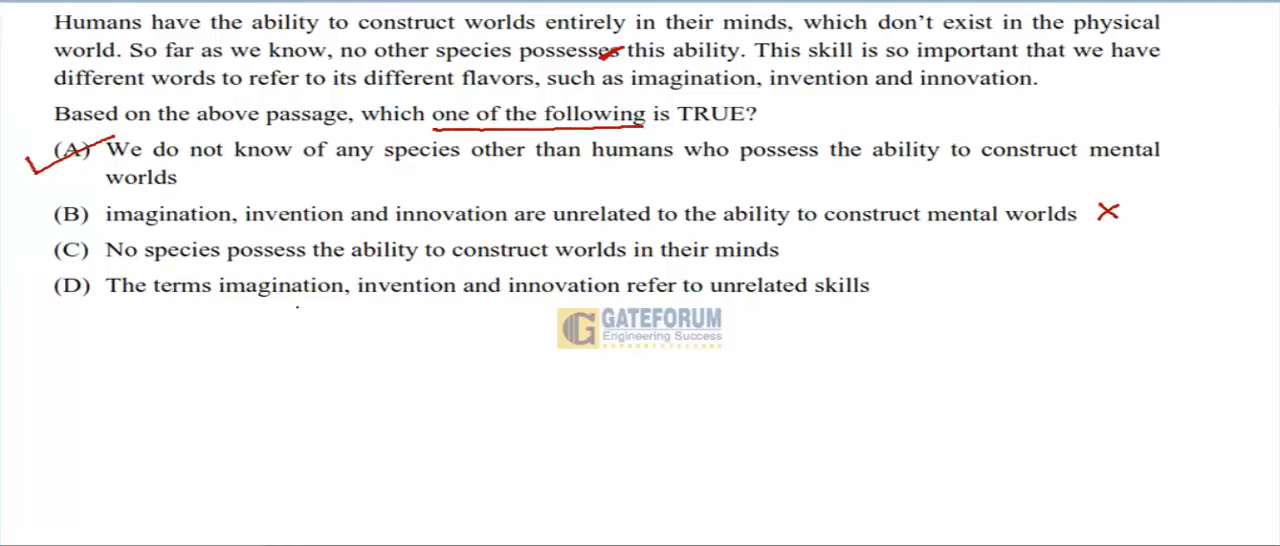 Humans have the ability to construct worlds entirely in their minds, which don't exist in the physical
world. So far as we know, no other species possesses this ability. This skill is so important that we have
different words to refer to its different flavors, such as imagination, invention and innovation.
Based on the above passage, which one of the following is TRUE?
(A) We do not know of any species other than humans who possess the ability to construct mental
worlds
(B) imagination, invention and innovation are unrelated to the ability to construct mental worlds
(C) No species possess the ability to construct worlds in their minds
(D) The terms imagination, invention and innovation refer to unrelated skills
GATEFORUM
Engineering Success